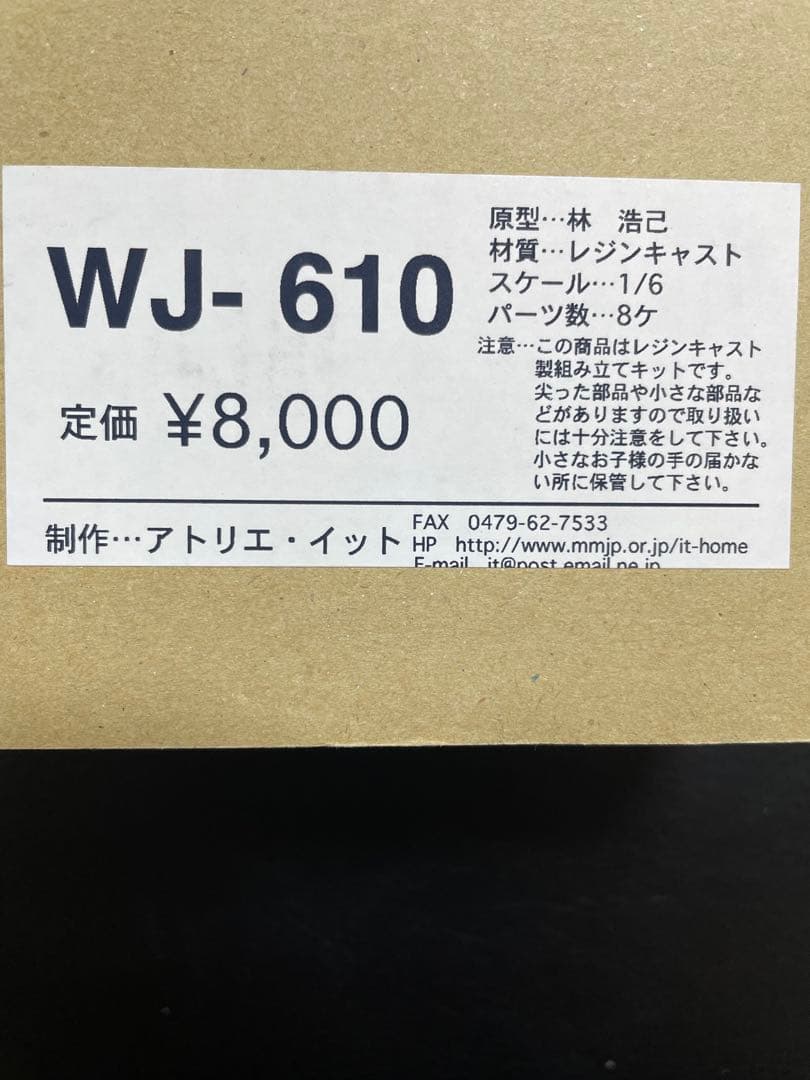 WJ- 610
定価 ¥8,000
原型…林　浩己
材質…レジンキャスト
スケール…1/6
パーツ数…8ケ
注意…この商品はレジンキャスト
製組み立てキットです。
尖った部品や小さな部品な
どがありますので取り扱い
には十分注意をして下さい。
小さなお子様の手の届かな
い所に保管して下さい。
制作…アトリエ・イット
FAX 0479-62-7533
HP http://www.mmjp.or.jp/it-home
E-mail it@post.email.ne.jp